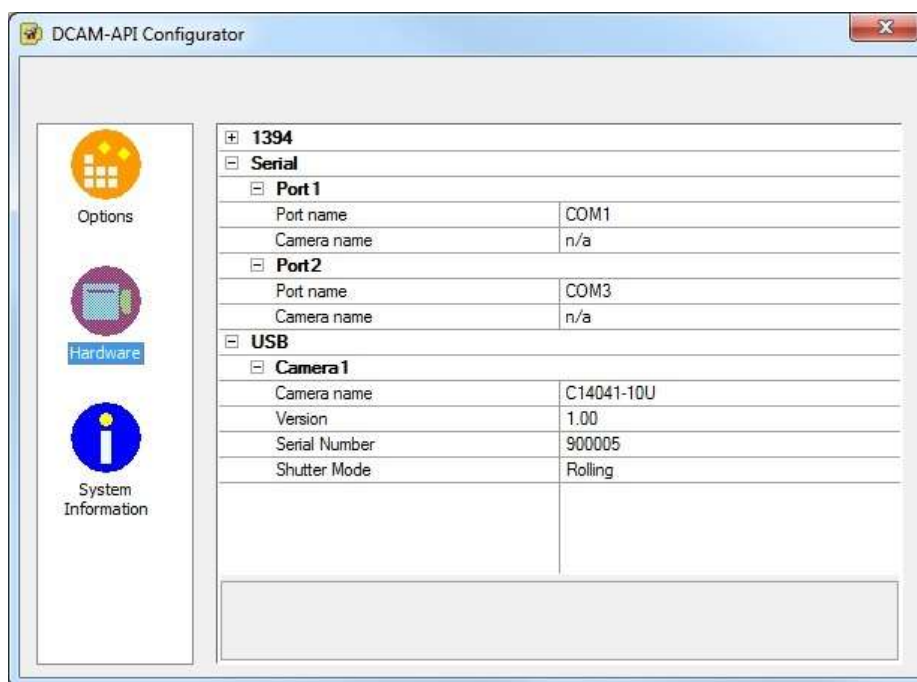 DCAM-API Configurator
Options
Hardware
System
Information
1394
Serial
Port1
Port name COM1
Camera name n/a
Port2
Port name COM3
Camera name n/a
USB
Camera1
Camera name C14041-10U
Version 1.00
Serial Number 900005
Shutter Mode Rolling